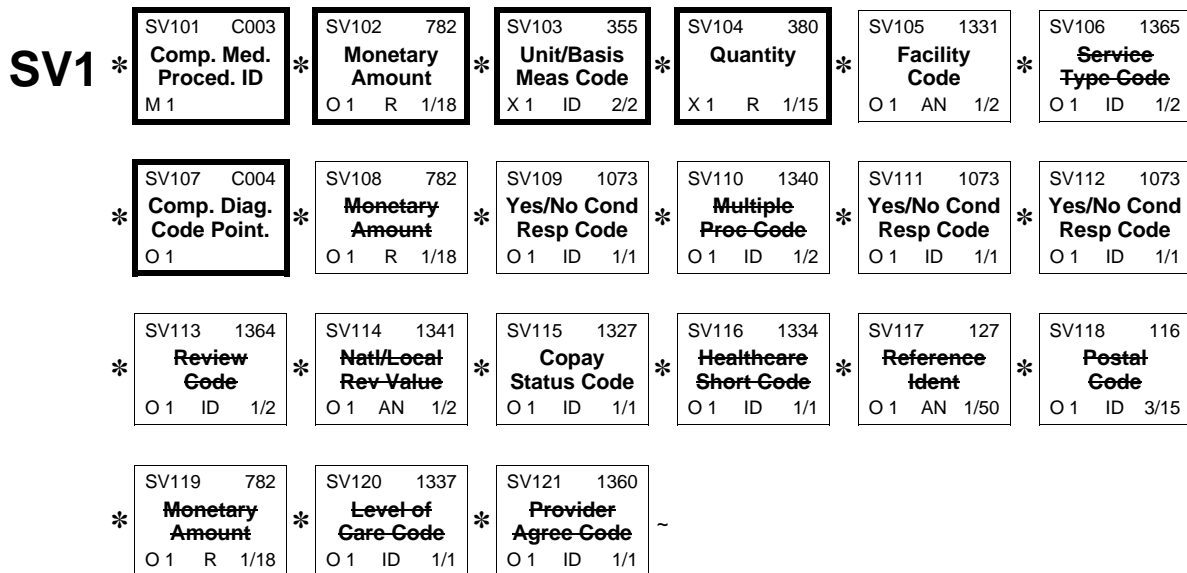 SV1 * SV101 C003 * SV102 782 * SV103 355 * SV104 380 * SV105 1331 * SV106 1365
Comp. Med. Monetary Unit/Basis Quantity Facility Service
Proced. ID Amount Meas Code Code Type Code
M 1 O 1 R 1/18 X 1 ID 2/2 X 1 R 1/15 O 1 AN 1/2 O 1 ID 1/2
* SV107 C004 * SV108 782 * SV109 1073 * SV110 1340 * SV111 1073 * SV112 1073
Comp. Diag. Monetary Yes/No Cond Multiple Yes/No Cond Yes/No Cond
Code Point. Amount Resp Code Proc Code Resp Code Resp Code
O 1 O 1 R 1/18 O 1 ID 1/1 O 1 ID 1/2 O 1 ID 1/1 O 1 ID 1/1
* SV113 1364 * SV114 1341 * SV115 1327 * SV116 1334 * SV117 127 * SV118 116
Review Natl/Local Copay Healthcare Reference Postal
Code Rev Value Status Code Short Code Ident Code
O 1 ID 1/2 O 1 AN 1/2 O 1 ID 1/1 O 1 ID 1/1 O 1 AN 1/50 O 1 ID 3/15
* SV119 782 * SV120 1337 * SV121 1360 ~
Monetary Level of Provider
Amount Care Code Agree Code
O 1 R 1/18 O 1 ID 1/1 O 1 ID 1/1